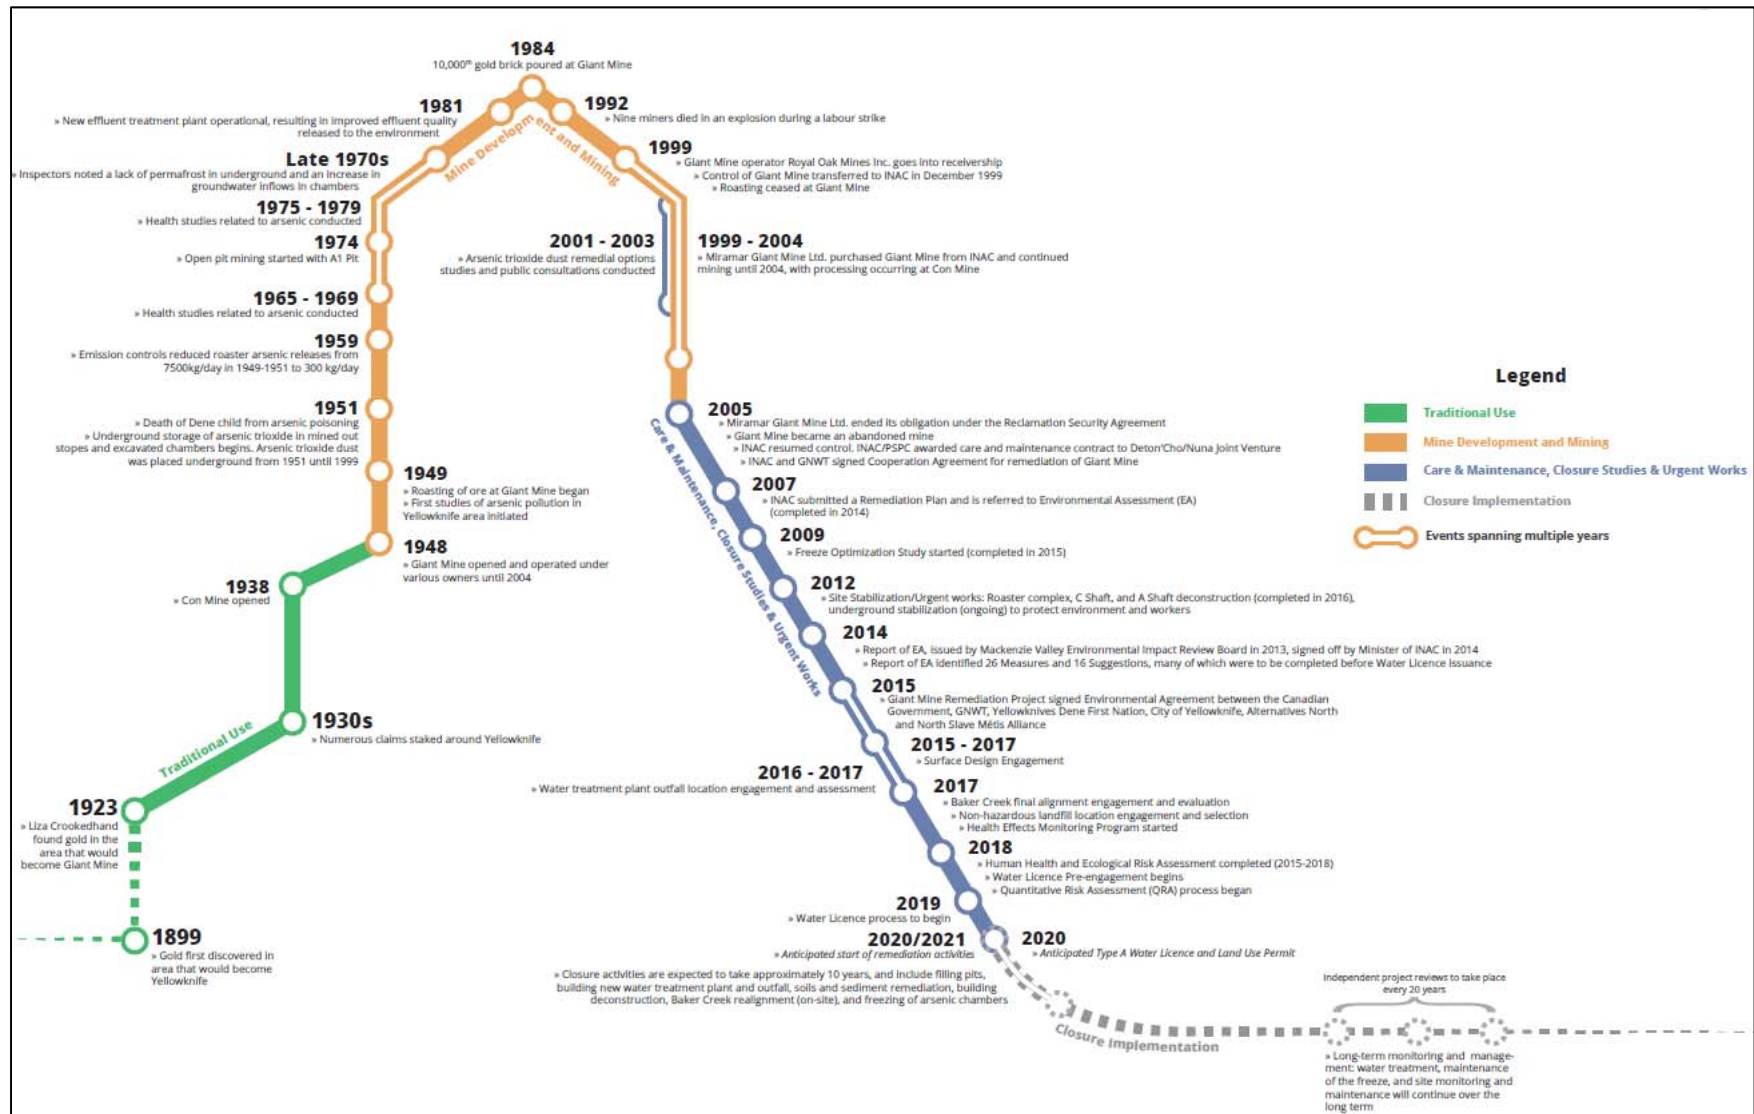 1984
10,000th gold brick poured at Giant Mine
1981
» New effluent treatment plant operational, resulting in improved effluent quality
released to the environment
1992
» Nine miners died in an explosion during a labour strike
Late 1970s
» Inspectors noted a lack of permafrost in underground and an increase in
groundwater inflows in chambers
1999
» Giant Mine operator Royal Oak Mines Inc. goes into receivership
» Control of Giant Mine transferred to INAC in December 1999
» Roasting ceased at Giant Mine
Mine Development and Mining
1975 - 1979
» Health studies related to arsenic conducted
1974
» Open pit mining started with A1 Pit
2001 - 2003
» Arsenic trioxide dust remedial options
studies and public consultations conducted
1999 - 2004
» Miramar Giant Mine Ltd. purchased Giant Mine from INAC and continued
mining until 2004, with processing occurring at Con Mine
1965 - 1969
» Health studies related to arsenic conducted
1959
» Emission controls reduced roaster arsenic releases from
7500kg/day in 1949-1951 to 300 kg/day
1951
» Death of Dene child from arsenic poisoning
» Underground storage of arsenic trioxide in mined out
stopes and excavated chambers begins. Arsenic trioxide dust
was placed underground from 1951 until 1999
1949
» Roasting of ore at Giant Mine began
» First studies of arsenic pollution in
Yellowknife area initiated
1948
» Giant Mine opened and operated under
various owners until 2004
1938
» Con Mine opened
1930s
» Numerous claims staked around Yellowknife
Traditional Use
1923
» Liza Crookedhand
found gold in the
area that would
become Giant Mine
1899
» Gold first discovered in
area that would become
Yellowknife
2005
» Miramar Giant Mine Ltd. ended its obligation under the Reclamation Security Agreement
» Giant Mine became an abandoned mine
» INAC resumed control. INAC/PSPC awarded care and maintenance contract to Deton'Cho/Nuna Joint Venture
» INAC and GNWT signed Cooperation Agreement for remediation of Giant Mine
Care & Maintenance, Closure Studies & Urgent Works
2007
» INAC submitted a Remediation Plan and is referred to Environmental Assessment (EA)
(completed in 2014)
2009
» Freeze Optimization Study started (completed in 2015)
2012
» Site Stabilization/Urgent works: Roaster complex, C Shaft, and A Shaft deconstruction (completed in 2016),
underground stabilization (ongoing) to protect environment and workers
2014
» Report of EA, issued by Mackenzie Valley Environmental Impact Review Board in 2013, signed off by Minister of INAC in 2014
» Report of EA identified 26 Measures and 16 Suggestions, many of which were to be completed before Water Licence Issuance
2015
» Giant Mine Remediation Project signed Environmental Agreement between the Canadian
Government, GNWT, Yellowknives Dene First Nation, City of Yellowknife, Alternatives North
and North Slave Métis Alliance
2015 - 2017
» Surface Design Engagement
2016 - 2017
» Water treatment plant outfall location engagement and assessment
2017
» Baker Creek final alignment engagement and evaluation
» Non-hazardous landfill location engagement and selection
» Health Effects Monitoring Program started
2018
» Human Health and Ecological Risk Assessment completed (2015-2018)
» Water Licence Pre-engagement begins
» Quantitative Risk Assessment (QRA) process began
2019
» Water Licence process to begin
2020/2021
» Anticipated start of remediation activities
» Closure activities are expected to take approximately 10 years, and include filling pits,
building new water treatment plant and outfall, soils and sediment remediation, building
deconstruction, Baker Creek realignment (on-site), and freezing of arsenic chambers
2020
» Anticipated Type A Water Licence and Land Use Permit
Closure Implementation
Independent project reviews to take place
every 20 years
» Long-term monitoring and manage-
ment: water treatment, maintenance
of the freeze, and site monitoring and
maintenance will continue over the
long term
Legend
Traditional Use
Mine Development and Mining
Care & Maintenance, Closure Studies & Urgent Works
Closure Implementation
Events spanning multiple years